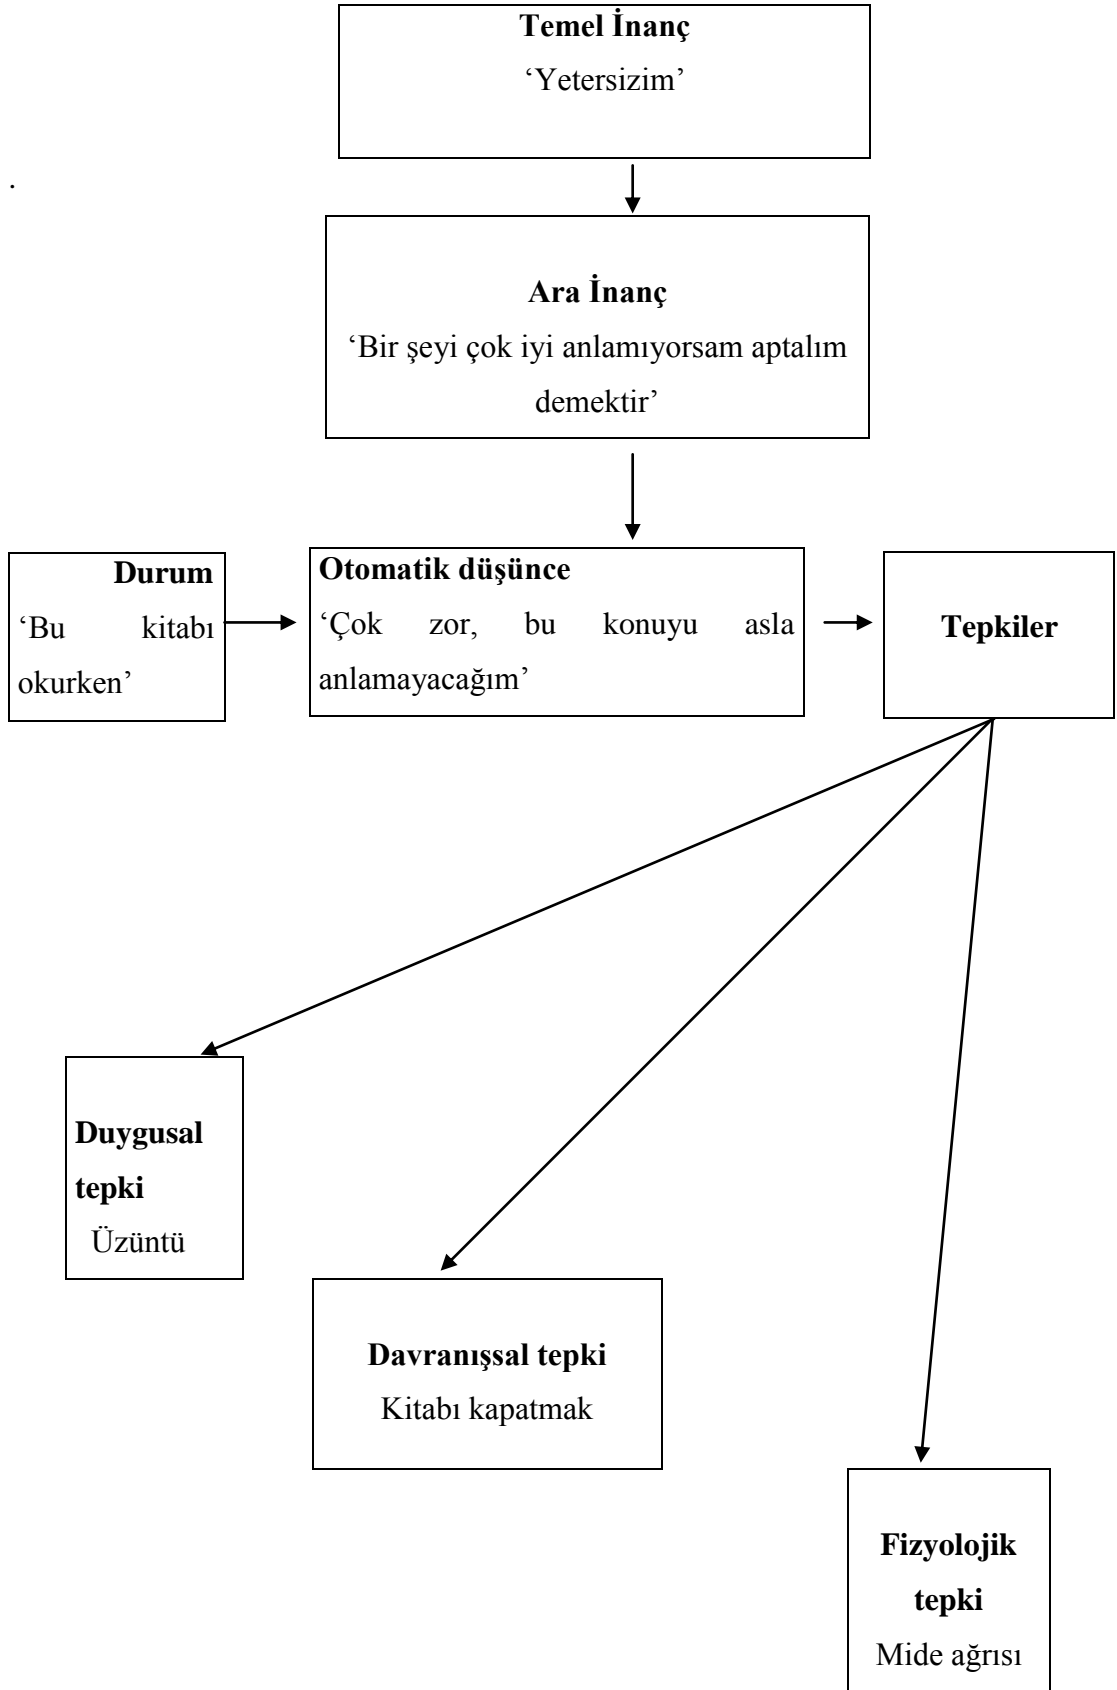 Temel İnanç
‘Yetersizim’
.
Ara İnanç
‘Bir şeyi çok iyi anlamıyorsam aptalım
demektir’
Durum
‘Bu kitabı
okurken’
Otomatik düşünce
‘Çok zor, bu konuyu asla
anlamayacağım’
Tepkiler
Duygusal
tepki
Üzüntü
Davranışsal tepki
Kitabı kapatmak
Fizyolojik
tepki
Mide ağrısı